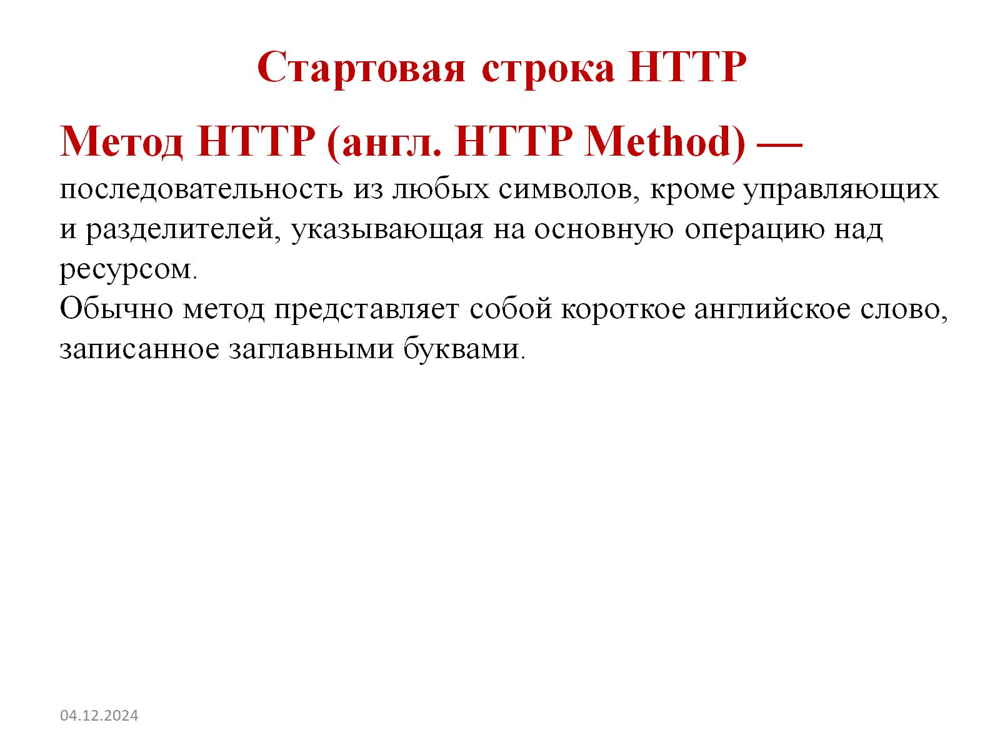 Стартовая строка HTTP
Метод HTTP (англ. HTTP Method) —
последовательность из любых символов, кроме управляющих
и разделителей, указывающая на основную операцию над
ресурсом.
Обычно метод представляет собой короткое английское слово,
записанное заглавными буквами.
04.12.2024